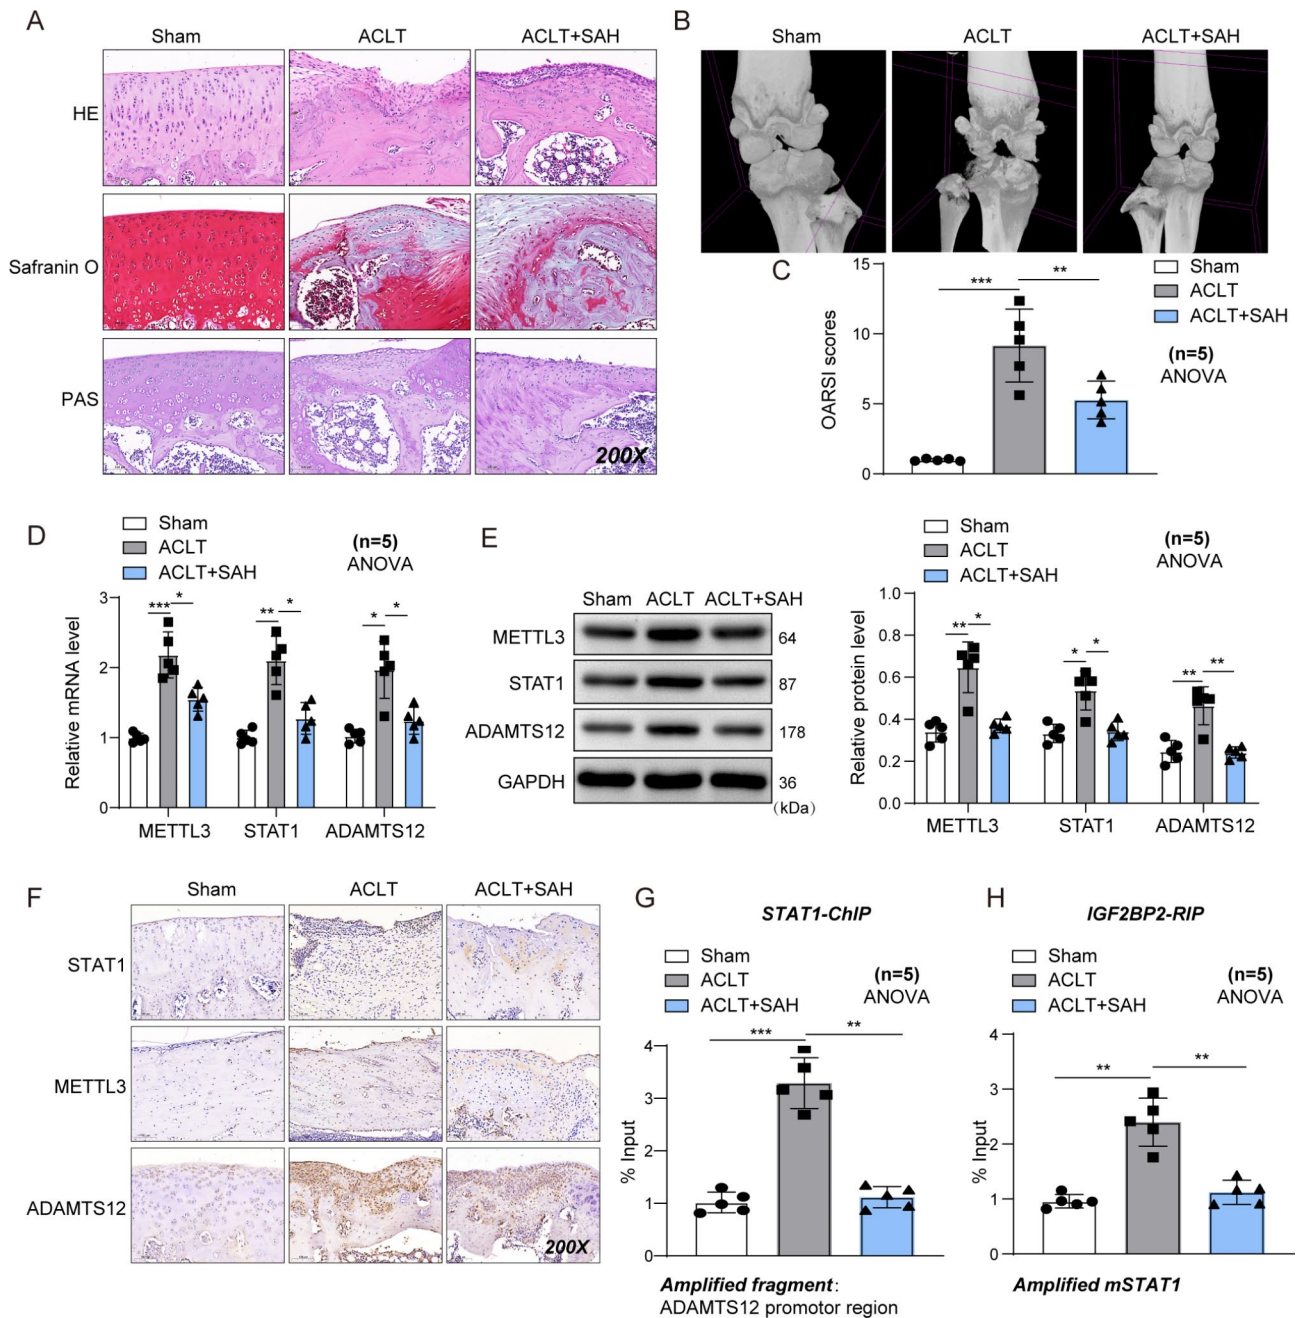 A
Sham ACLT ACLT+SAH
HE
Safranin O
PAS
200X
B
Sham ACLT ACLT+SAH
C
OARSI scores
15
10
5
0
*** **
Sham
ACLT
ACLT+SAH
(n=5)
ANOVA
D
Sham
ACLT
ACLT+SAH
(n=5)
ANOVA
Relative mRNA level
3
2
1
0
*** * ** * * *
METTL3 STAT1 ADAMTS12
E
Sham ACLT ACLT+SAH
METTL3 64
STAT1 87
ADAMTS12 178
GAPDH 36
(kDa)
Sham
ACLT
ACLT+SAH
(n=5)
ANOVA
Relative protein level
1.0
0.8
0.6
0.4
0.2
0.0
** * * * ** **
METTL3 STAT1 ADAMTS12
F
Sham ACLT ACLT+SAH
STAT1
METTL3
ADAMTS12
200X
G
STAT1-ChIP
Sham
ACLT
ACLT+SAH
(n=5)
ANOVA
% Input
4
3
2
1
0
*** **
Amplified fragment:
ADAMTS12 promotor region
H
IGF2BP2-RIP
Sham
ACLT
ACLT+SAH
(n=5)
ANOVA
% Input
4
3
2
1
0
** **
Amplified mSTAT1